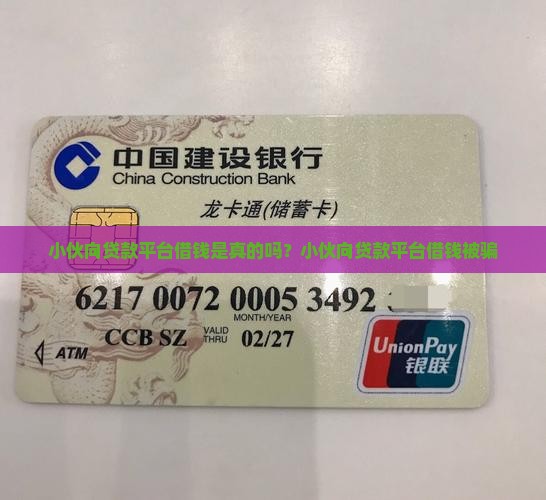 中国建设银行
China Construction Bank
龙卡通(储蓄卡)
小伙向贷款平台借钱是真的吗？小伙向贷款平台借钱被骗
6217 0072 0005 3492
MONTH/YEAR
CCB SZ VALID THRU 02/27
ATM
UnionPay
银联